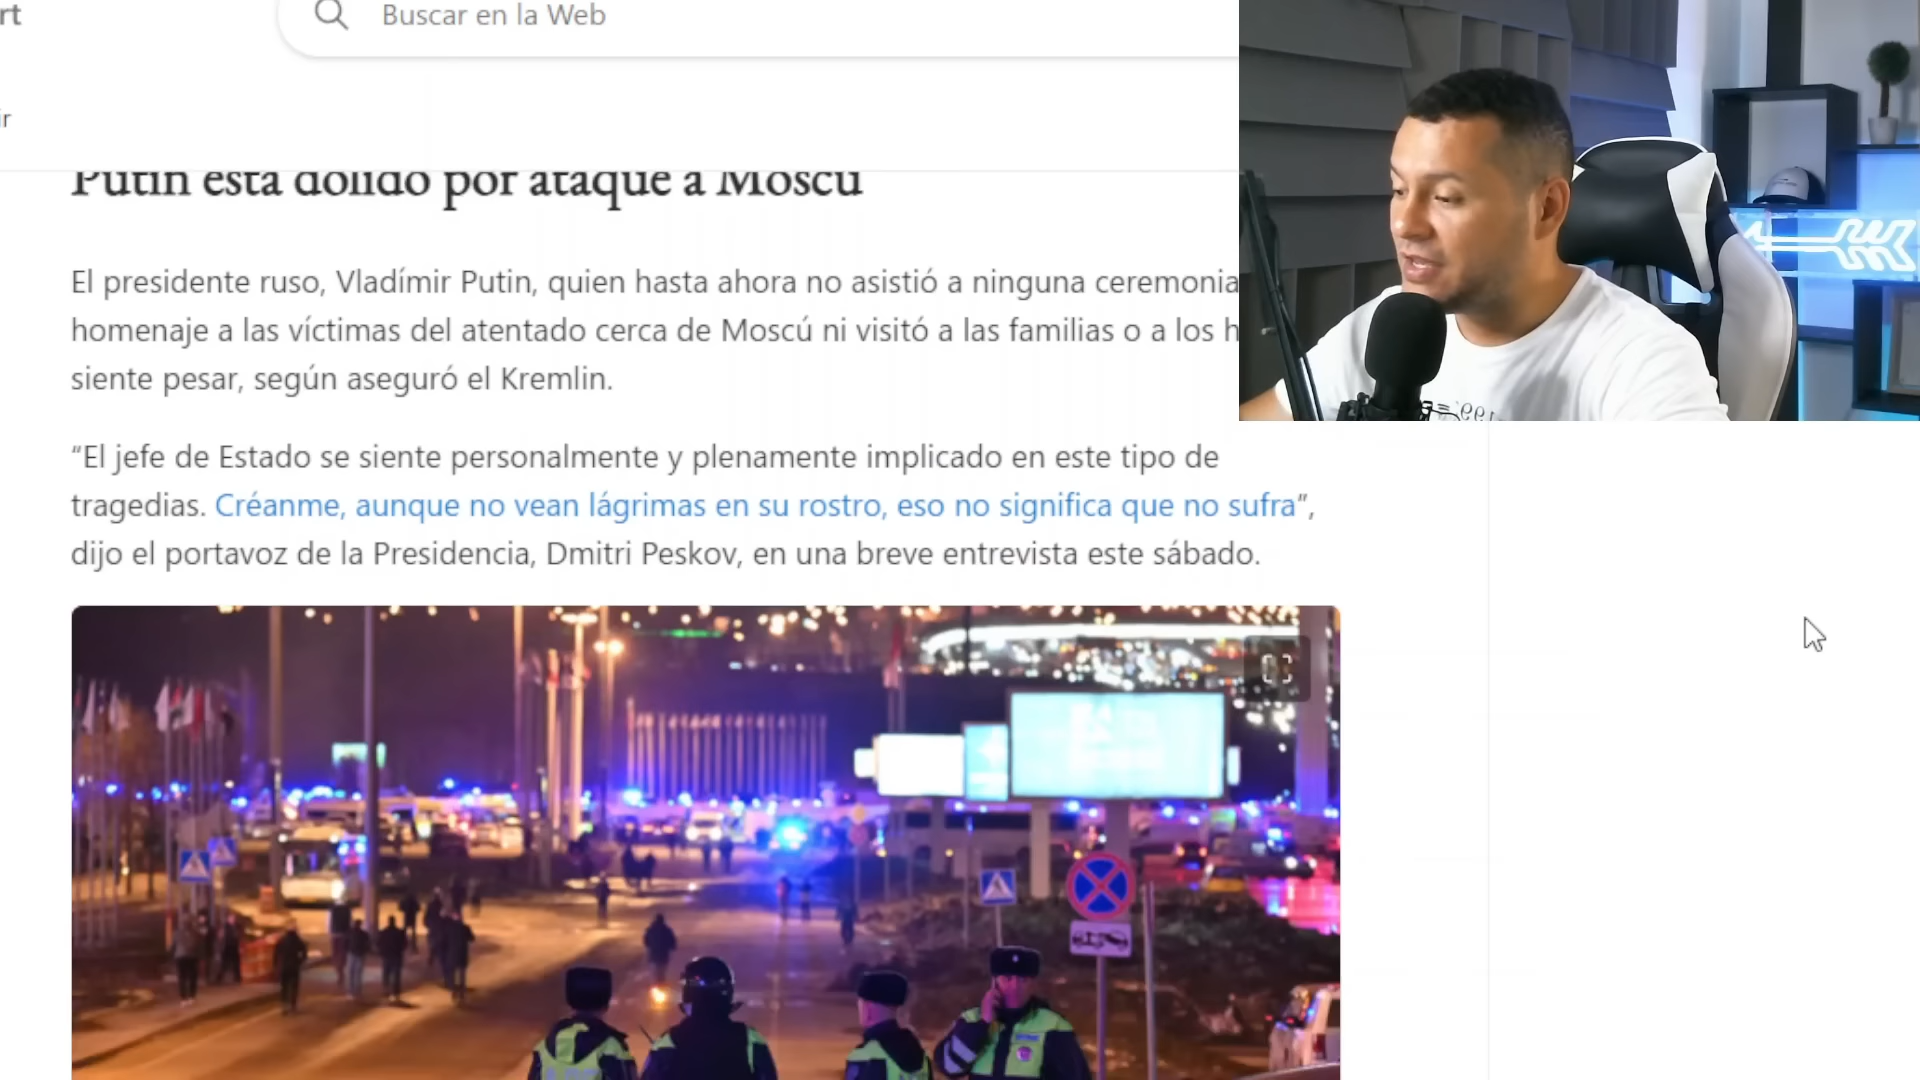 rt
Buscar en la Web
ir
Putin está dolido por ataque a Moscú
El presidente ruso, Vladímir Putin, quien hasta ahora no asistió a ninguna ceremonia
homenaje a las víctimas del atentado cerca de Moscú ni visitó a las familias o a los h
siente pesar, según aseguró el Kremlin.
“El jefe de Estado se siente personalmente y plenamente implicado en este tipo de
tragedias. Créanme, aunque no vean lágrimas en su rostro, eso no significa que no sufra”,
dijo el portavoz de la Presidencia, Dmitri Peskov, en una breve entrevista este sábado.